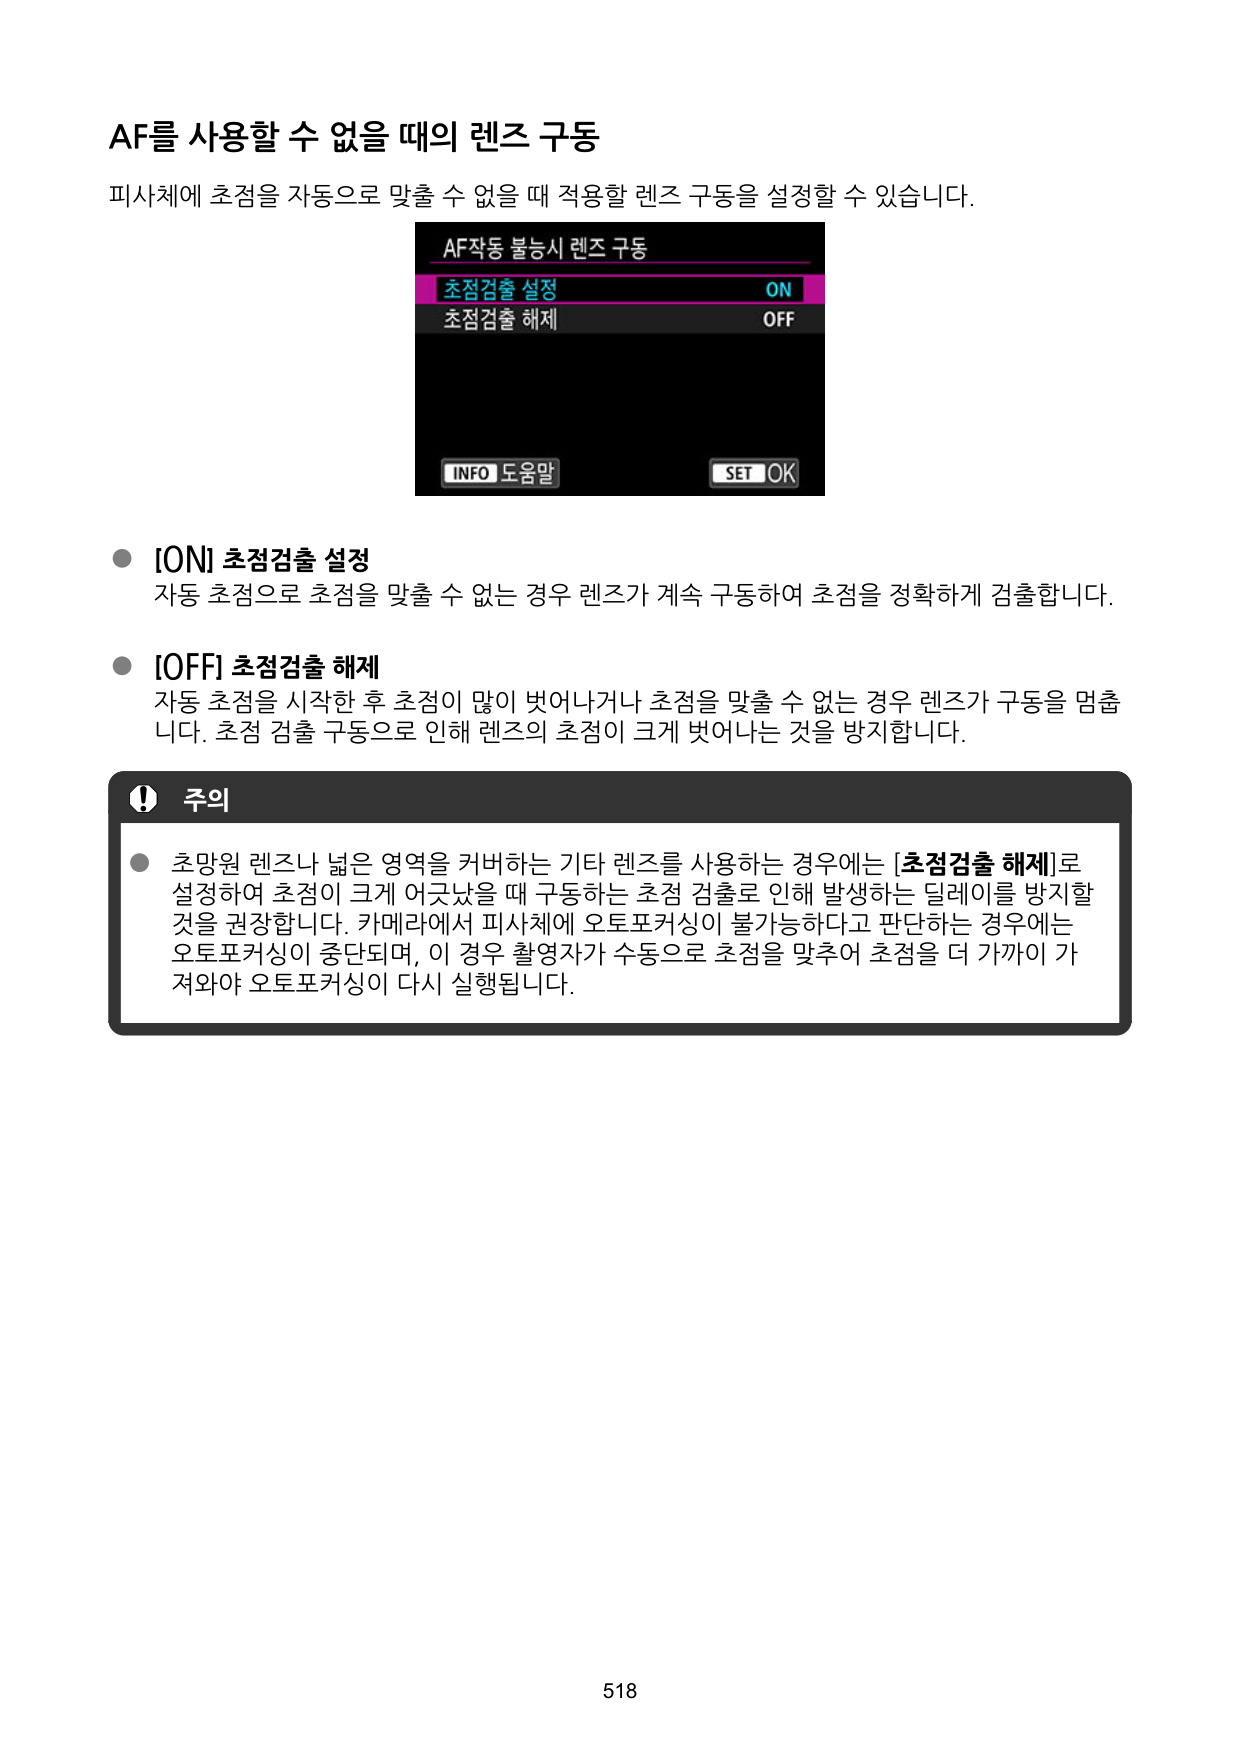 AF를 사용할 수 없을 때의 렌즈 구동
피사체에 초점을 자동으로 맞출 수 없을 때 적용할 렌즈 구동을 설정할 수 있습니다.
AF작동 불능시 렌즈 구동
초점검출 설정 ON
초점검출 해제 OFF
INFO 도움말 SET OK
● [ON] 초점검출 설정
자동 초점으로 초점을 맞출 수 없는 경우 렌즈가 계속 구동하여 초점을 정확하게 검출합니다.
● [OFF] 초점검출 해제
자동 초점을 시작한 후 초점이 많이 벗어나거나 초점을 맞출 수 없는 경우 렌즈가 구동을 멈춥
니다. 초점 검출 구동으로 인해 렌즈의 초점이 크게 벗어나는 것을 방지합니다.
주의
● 초망원 렌즈나 넓은 영역을 커버하는 기타 렌즈를 사용하는 경우에는 [초점검출 해제]로
설정하여 초점이 크게 어긋났을 때 구동하는 초점 검출로 인해 발생하는 딜레이를 방지할
것을 권장합니다. 카메라에서 피사체에 오토포커싱이 불가능하다고 판단하는 경우에는
오토포커싱이 중단되며, 이 경우 촬영자가 수동으로 초점을 맞추어 초점을 더 가까이 가
져와야 오토포커싱이 다시 실행됩니다.
518